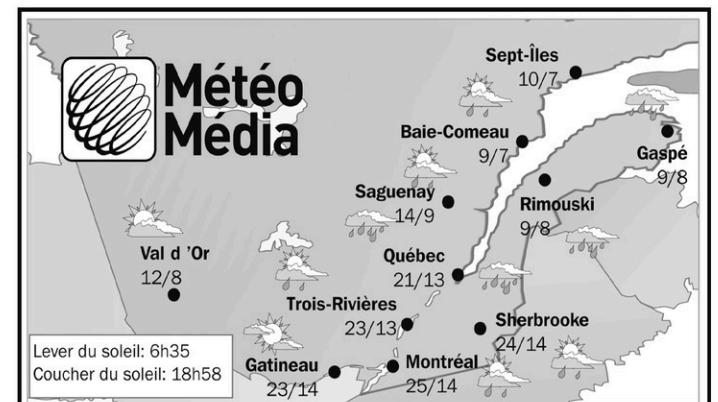 Météo
Média
Sept-Îles
10/7
Baie-Comeau
9/7
Gaspé
9/8
Saguenay
14/9
Rimouski
9/8
Val d 'Or
12/8
Québec
21/13
Trois-Rivières
23/13
Sherbrooke
24/14
Lever du soleil: 6h35
Coucher du soleil: 18h58
Gatineau
23/14
Montréal
25/14